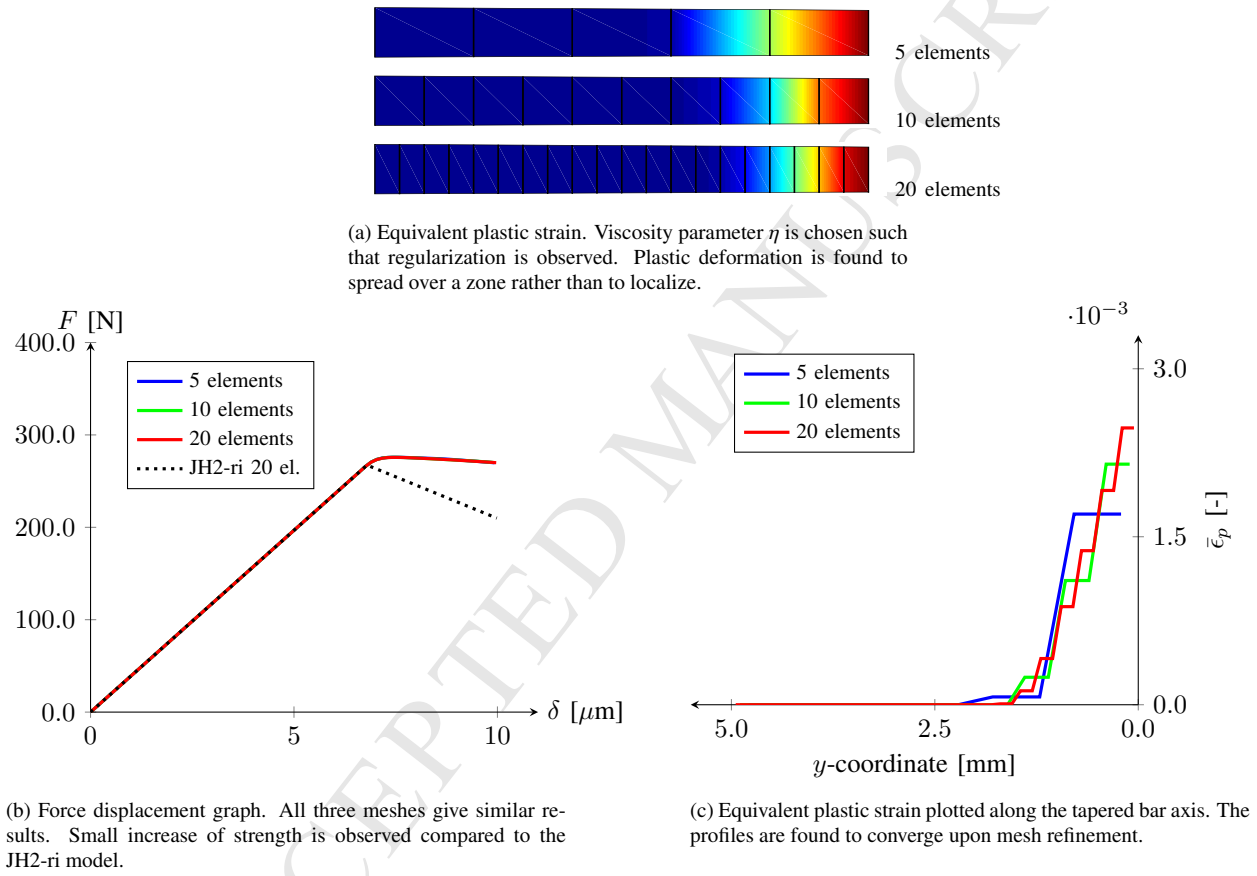 5 elements
10 elements
20 elements
(a) Equivalent plastic strain. Viscosity parameter η is chosen such
that regularization is observed. Plastic deformation is found to
spread over a zone rather than to localize.
F [N]
400.0
300.0
200.0
100.0
0.0
5 elements
10 elements
20 elements
JH2-ri 20 el.
0
5
10
δ [μm]
(b) Force displacement graph. All three meshes give similar re-
sults. Small increase of strength is observed compared to the
JH2-ri model.
·10⁻³
5 elements
10 elements
20 elements
3.0
1.5
0.0
ε̄ₚ [-]
5.0
2.5
0.0
y-coordinate [mm]
(c) Equivalent plastic strain plotted along the tapered bar axis. The
profiles are found to converge upon mesh refinement.
CEPTED MANUSCR